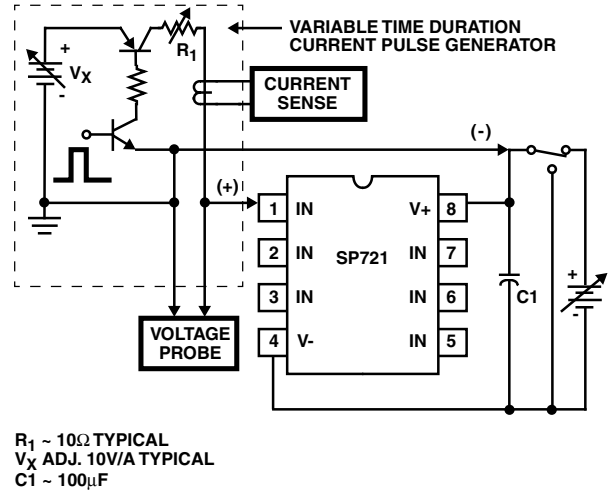 VARIABLE TIME DURATION
CURRENT PULSE GENERATOR
+
R1
VX
-
CURRENT
SENSE
(-)
(+)
1 IN V+ 8
2 IN SP721 IN 7
3 IN IN 6
4 V- IN 5
C1
+
-
VOLTAGE
PROBE
R1 ~ 10Ω TYPICAL
VX ADJ. 10V/A TYPICAL
C1 ~ 100μF